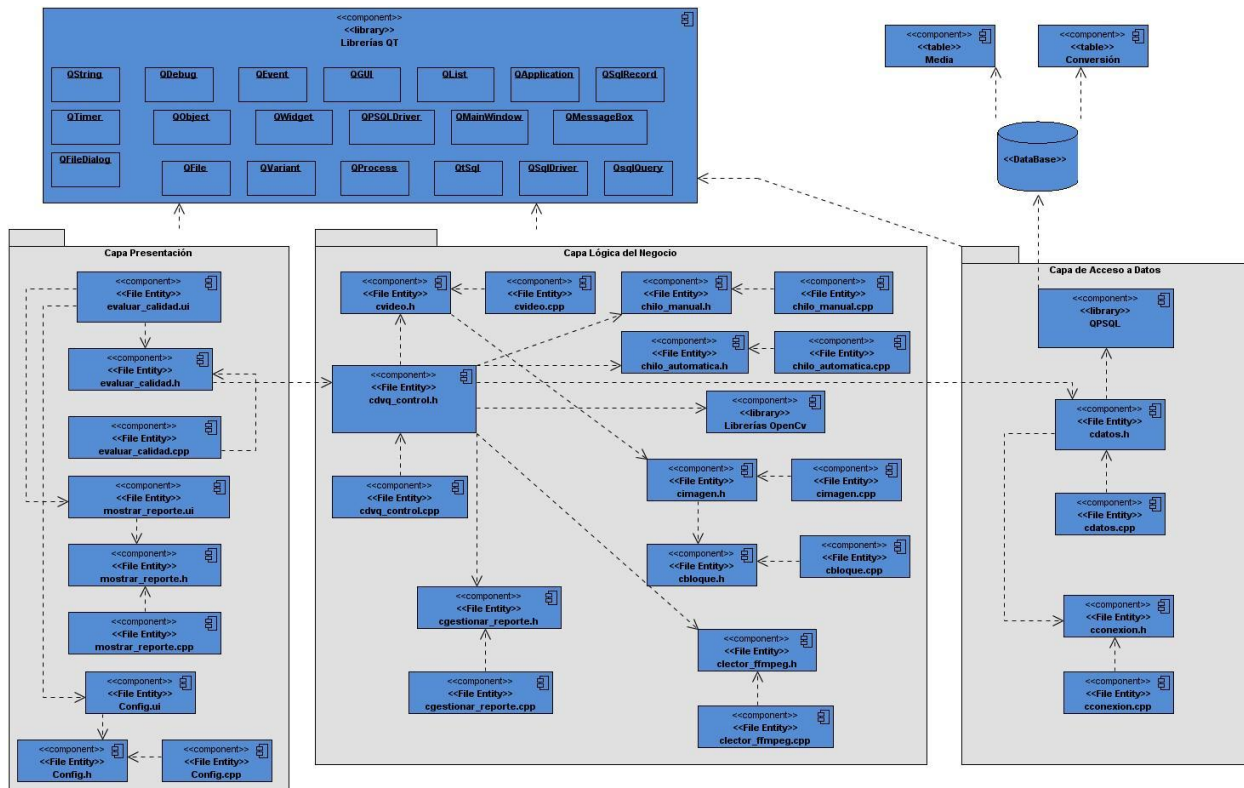 <<component>>
<<library>>
Librerías QT
QString
QDebug
QEvent
QGUI
QList
QApplication
QSqlRecord
QTimer
QObject
QWidget
QPSQLDriver
QMainWindow
QMessageBox
QFileDialog
QFile
QVariant
QProcess
QtSql
QSqlDriver
QsqlQuery
<<component>>
<<table>>
Media
<<component>>
<<table>>
Conversión
<<DataBase>>
Capa Presentación
<<component>>
<<File Entity>>
evaluar_calidad.ui
<<component>>
<<File Entity>>
evaluar_calidad.h
<<component>>
<<File Entity>>
evaluar_calidad.cpp
<<component>>
<<File Entity>>
mostrar_reporte.ui
<<component>>
<<File Entity>>
mostrar_reporte.h
<<component>>
<<File Entity>>
mostrar_reporte.cpp
<<component>>
<<File Entity>>
Config.ui
<<component>>
<<File Entity>>
Config.h
<<component>>
<<File Entity>>
Config.cpp
Capa Lógica del Negocio
<<component>>
<<File Entity>>
cvideo.h
<<component>>
<<File Entity>>
cvideo.cpp
<<component>>
<<File Entity>>
chilo_manual.h
<<component>>
<<File Entity>>
chilo_manual.cpp
<<component>>
<<File Entity>>
chilo_automatica.h
<<component>>
<<File Entity>>
chilo_automatica.cpp
<<component>>
<<File Entity>>
cdvq_control.h
<<component>>
<<library>>
Librerías OpenCv
<<component>>
<<File Entity>>
cdvq_control.cpp
<<component>>
<<File Entity>>
cimagen.h
<<component>>
<<File Entity>>
cimagen.cpp
<<component>>
<<File Entity>>
cbloque.h
<<component>>
<<File Entity>>
cbloque.cpp
<<component>>
<<File Entity>>
cgestionar_reporte.h
<<component>>
<<File Entity>>
cgestionar_reporte.cpp
<<component>>
<<File Entity>>
clector_ffmpeg.h
<<component>>
<<File Entity>>
clector_ffmpeg.cpp
Capa de Acceso a Datos
<<component>>
<<library>>
QPSQL
<<component>>
<<File Entity>>
cdatos.h
<<component>>
<<File Entity>>
cdatos.cpp
<<component>>
<<File Entity>>
cconexion.h
<<component>>
<<File Entity>>
cconexion.cpp